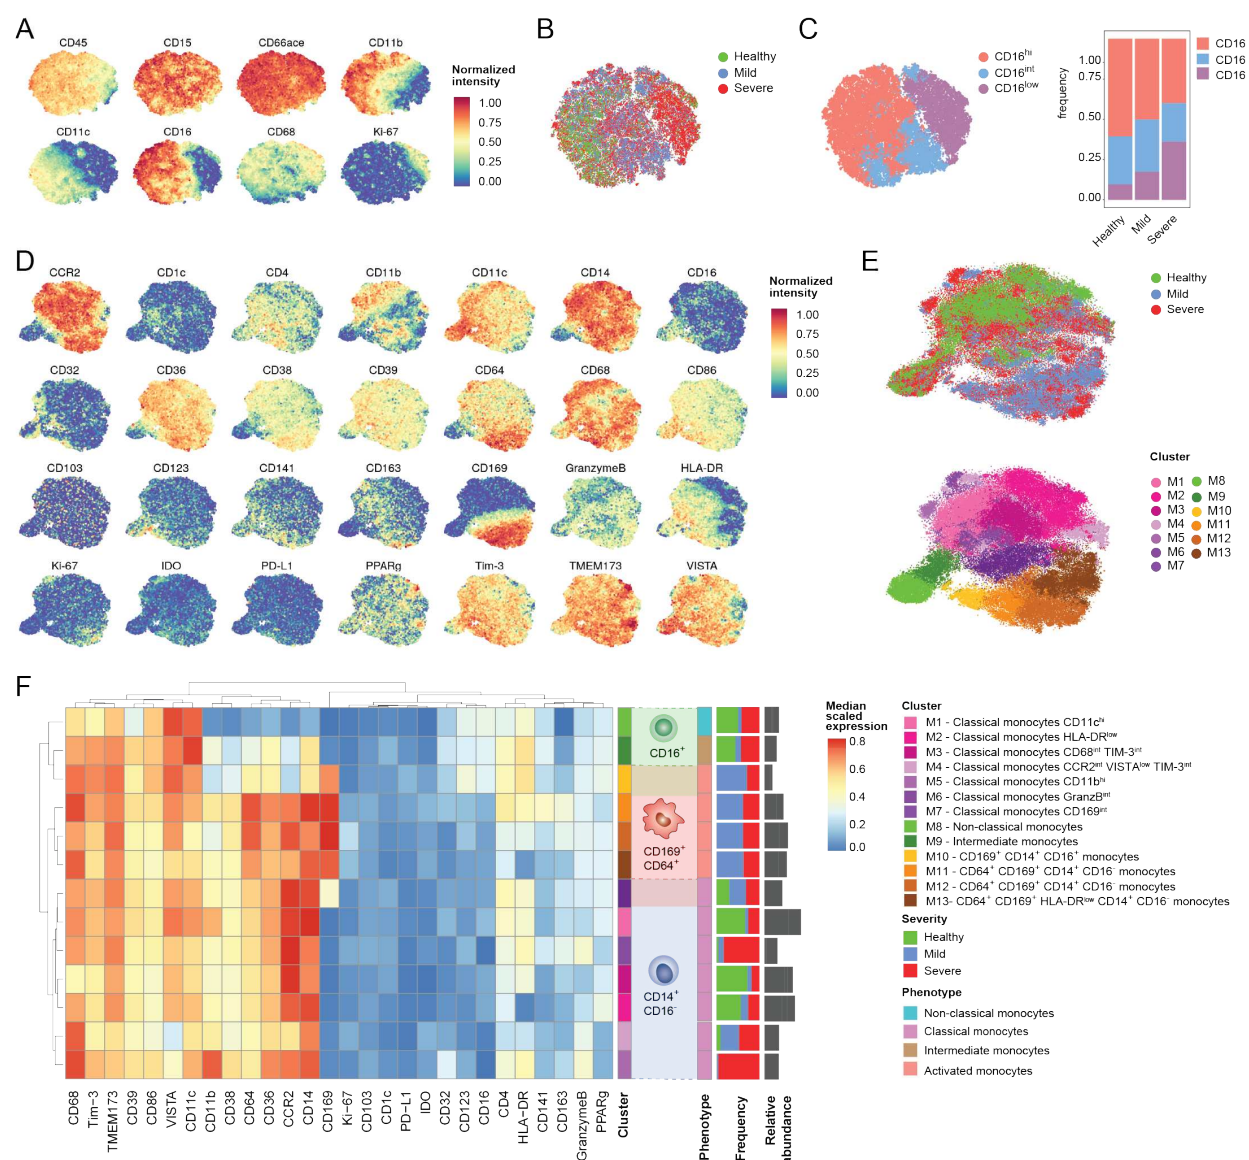 A
CD45 CD15 CD66ace CD11b
CD11c CD16 CD68 Ki-67
Normalized
intensity
1.00
0.75
0.50
0.25
0.00
B
Healthy
Mild
Severe
C
CD16hi
CD16int
CD16low
frequency
1.00
0.75
0.50
0.25
0.00
Healthy Mild Severe
CD16
CD16
CD16
D
CCR2 CD1c CD4 CD11b CD11c CD14 CD16
CD32 CD36 CD38 CD39 CD64 CD68 CD86
CD103 CD123 CD141 CD163 CD169 GranzymeB HLA-DR
Ki-67 IDO PD-L1 PPARg Tim-3 TMEM173 VISTA
Normalized
intensity
1.00
0.75
0.50
0.25
0.00
E
Healthy
Mild
Severe
Cluster
M1 M8
M2 M9
M3 M10
M4 M11
M5 M12
M6 M13
M7
F
CD16+
CD169+
CD64+
CD14+
CD16-
CD68 Tim-3 TMEM173 CD39 CD86 VISTA CD11c CD11b CD38 CD64 CD36 CCR2 CD14 CD169 Ki-67 CD103 CD1c PD-L1 IDO CD32 CD123 CD16 CD4 HLA-DR CD141 CD163 GranzymeB PPARg Cluster Phenotype Frequency Relative
bundance
Median
scaled
expression
0.8
0.6
0.4
0.2
0.0
Cluster
M1 - Classical monocytes CD11chi
M2 - Classical monocytes HLA-DRlow
M3 - Classical monocytes CD68int TIM-3int
M4 - Classical monocytes CCR2int VISTAlow TIM-3int
M5 - Classical monocytes CD11bhi
M6 - Classical monocytes GranzBint
M7 - Classical monocytes CD169int
M8 - Non-classical monocytes
M9 - Intermediate monocytes
M10 - CD169+ CD14+ CD16+ monocytes
M11 - CD64+ CD169+ CD14+ CD16- monocytes
M12 - CD64+ CD169+ CD14+ CD16- monocytes
M13- CD64+ CD169+ HLA-DRlow CD14+ CD16- monocytes
Severity
Healthy
Mild
Severe
Phenotype
Non-classical monocytes
Classical monocytes
Intermediate monocytes
Activated monocytes